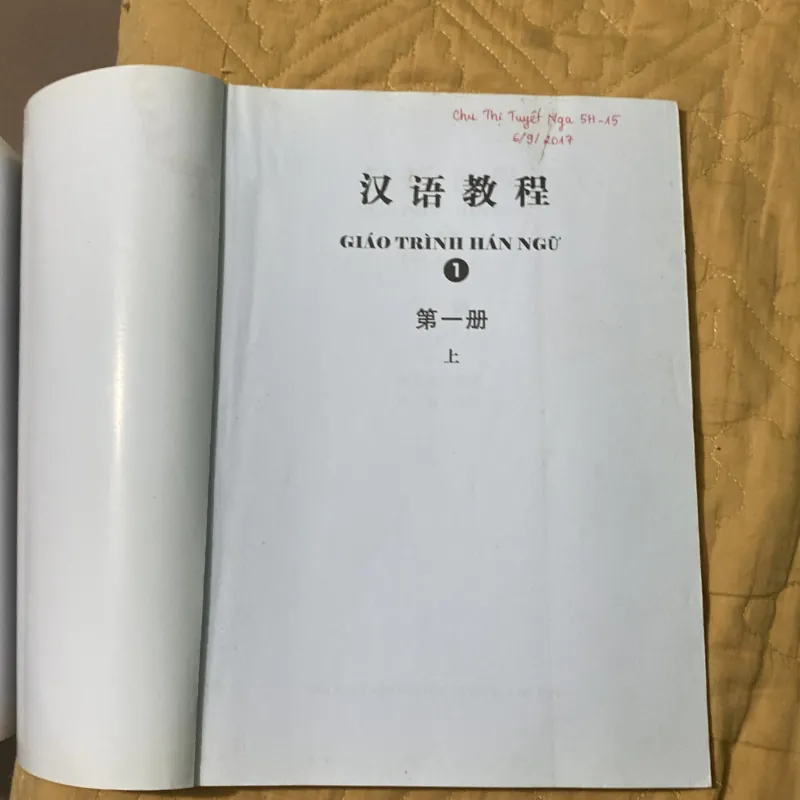 Chu Thị Tuyết Nga 5H-15
6/9/2017
汉语教程
GIÁO TRÌNH HÁN NGỮ
1
第一册
上